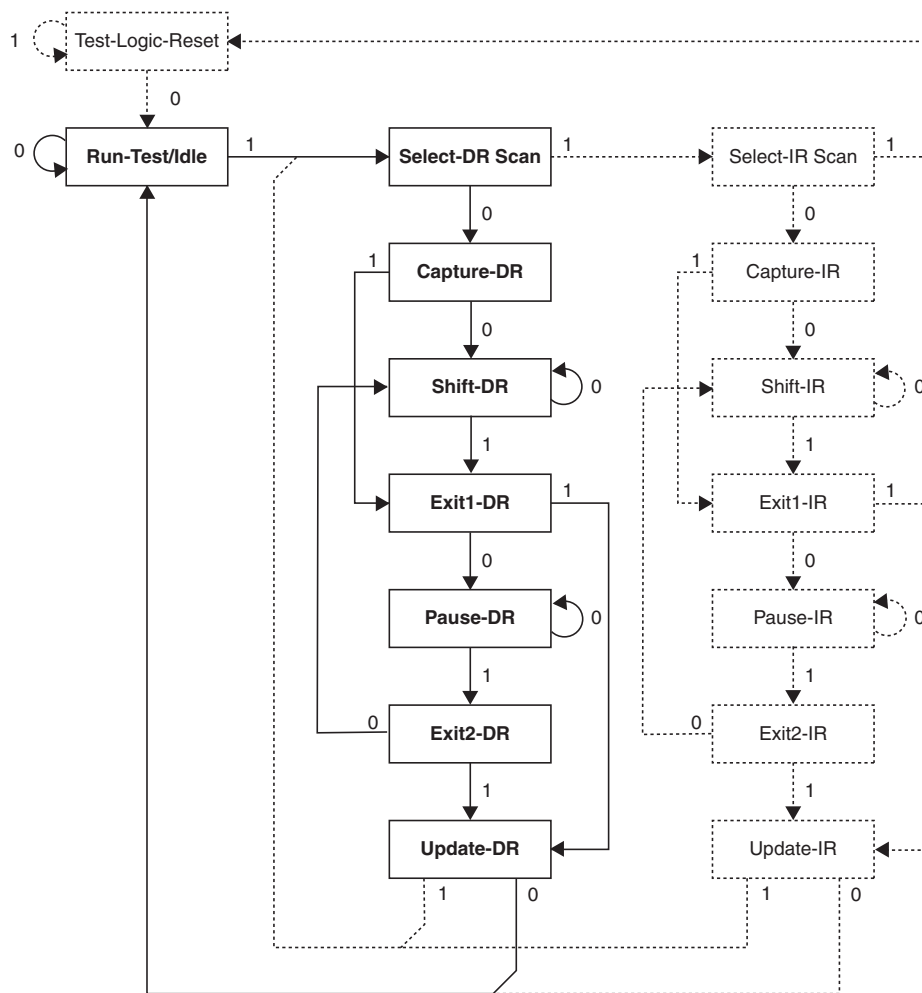 1 Test-Logic-Reset
0
0 Run-Test/Idle 1 Select-DR Scan 1 Select-IR Scan 1
0 0
1 Capture-DR 1 Capture-IR
0 0
Shift-DR 0 Shift-IR 0
1 1
Exit1-DR 1 Exit1-IR 1
0 0
Pause-DR 0 Pause-IR 0
1 1
0 Exit2-DR 0 Exit2-IR
1 1
Update-DR Update-IR
1 0 1 0